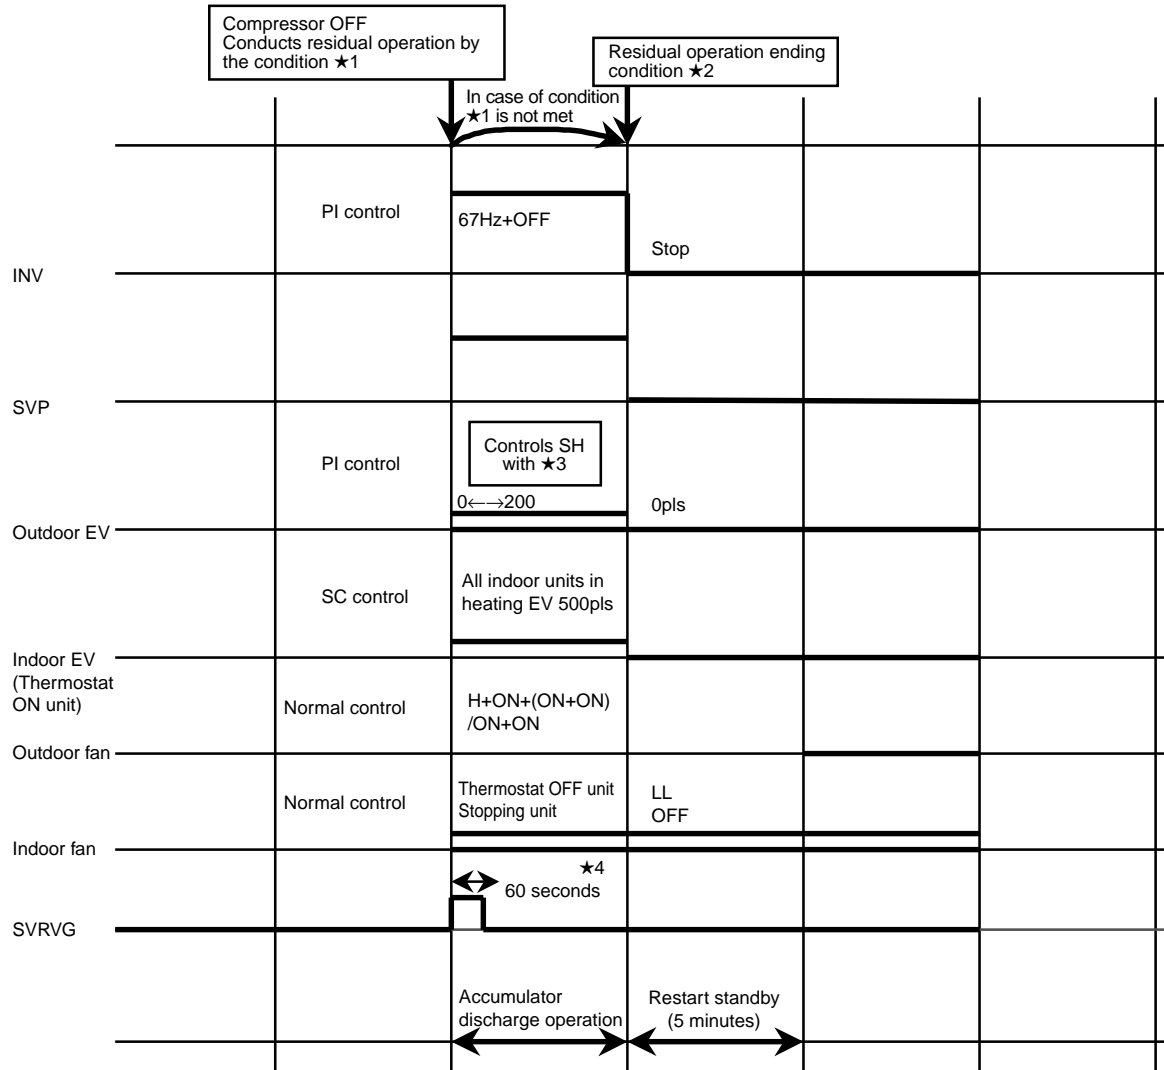 Compressor OFF
Conducts residual operation by
the condition ★1
Residual operation ending
condition ★2
In case of condition
★1 is not met
PI control
67Hz+OFF
Stop
INV
SVP
PI control
Controls SH
with ★3
0←→200
0pls
Outdoor EV
SC control
All indoor units in
heating EV 500pls
Indoor EV
(Thermostat
ON unit)
Normal control
H+ON+(ON+ON)
/ON+ON
Outdoor fan
Normal control
Thermostat OFF unit
Stopping unit
LL
OFF
Indoor fan
★4
60 seconds
SVRVG
Accumulator
discharge operation
Restart standby
(5 minutes)